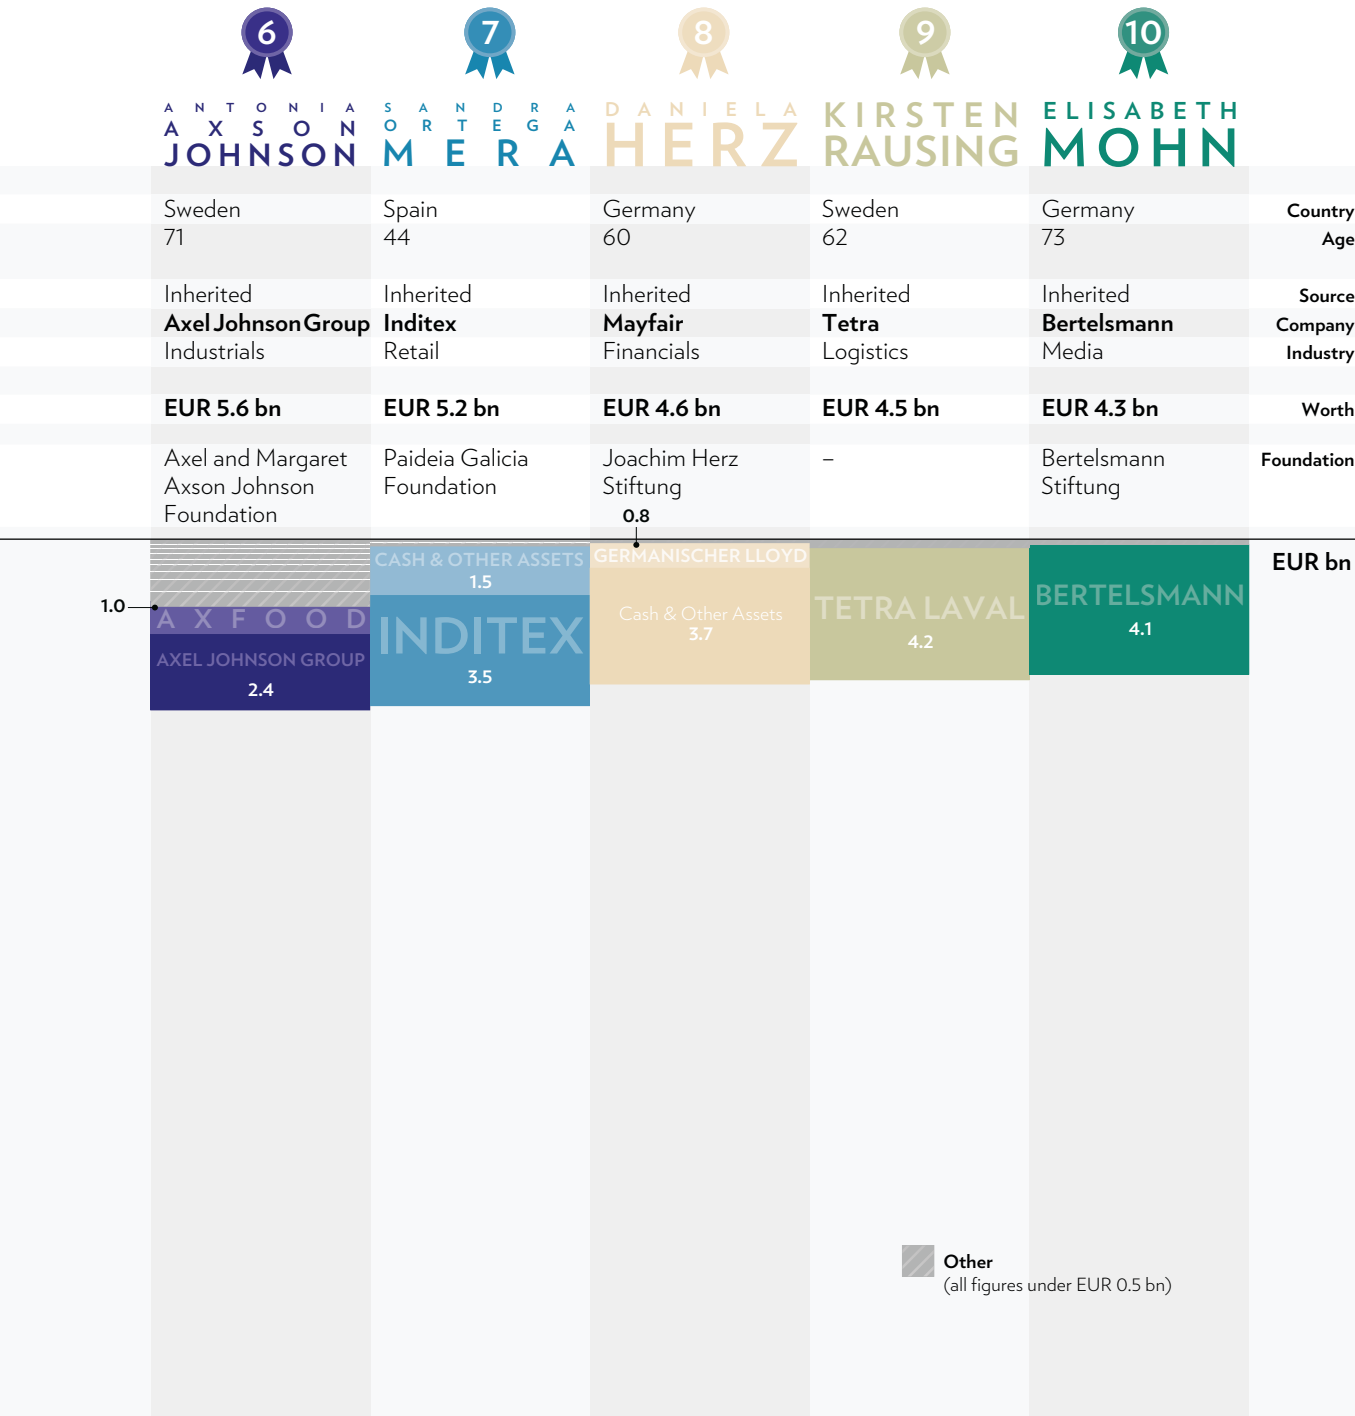 6
7
8
9
10
ANTONIA
AXSON
JOHNSON
SANDRA
ORTEGA
MERA
DANIELA
HERZ
KIRSTEN
RAUSING
ELISABETH
MOHN
Sweden
Spain
Germany
Sweden
Germany
Country
71
44
60
62
73
Age
Inherited
Inherited
Inherited
Inherited
Inherited
Source
Axel Johnson Group
Inditex
Mayfair
Tetra
Bertelsmann
Company
Industrials
Retail
Financials
Logistics
Media
Industry
EUR 5.6 bn
EUR 5.2 bn
EUR 4.6 bn
EUR 4.5 bn
EUR 4.3 bn
Worth
Axel and Margaret
Axson Johnson
Foundation
Paideia Galicia
Foundation
Joachim Herz
Stiftung
–
Bertelsmann
Stiftung
Foundation
0.8
EUR bn
1.0
AXFOOD
AXEL JOHNSON GROUP
2.4
CASH & OTHER ASSETS
1.5
INDITEX
3.5
GERMANISCHER LLOYD
Cash & Other Assets
3.7
TETRA LAVAL
4.2
BERTELSMANN
4.1
Other
(all figures under EUR 0.5 bn)